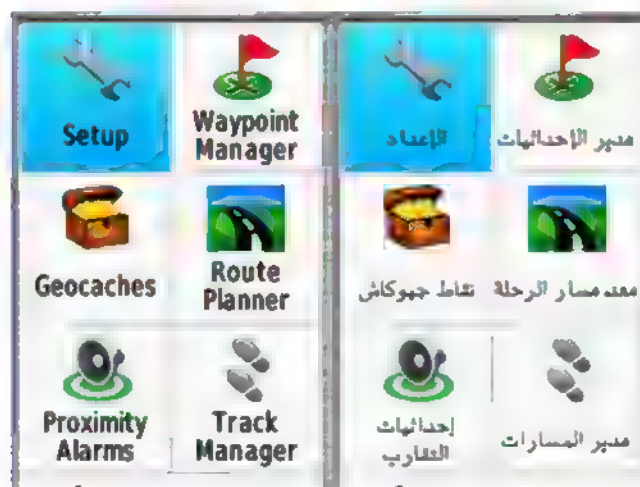 Setup
Waypoint
Manager
Geocaches
Route
Planner
Proximity
Alarms
Track
Manager
الإعداد
مدير الإحداثيات
نقاط جيوكاش
معد مسار الرحلة
إحداثيات
التقارب
مدير المسارات